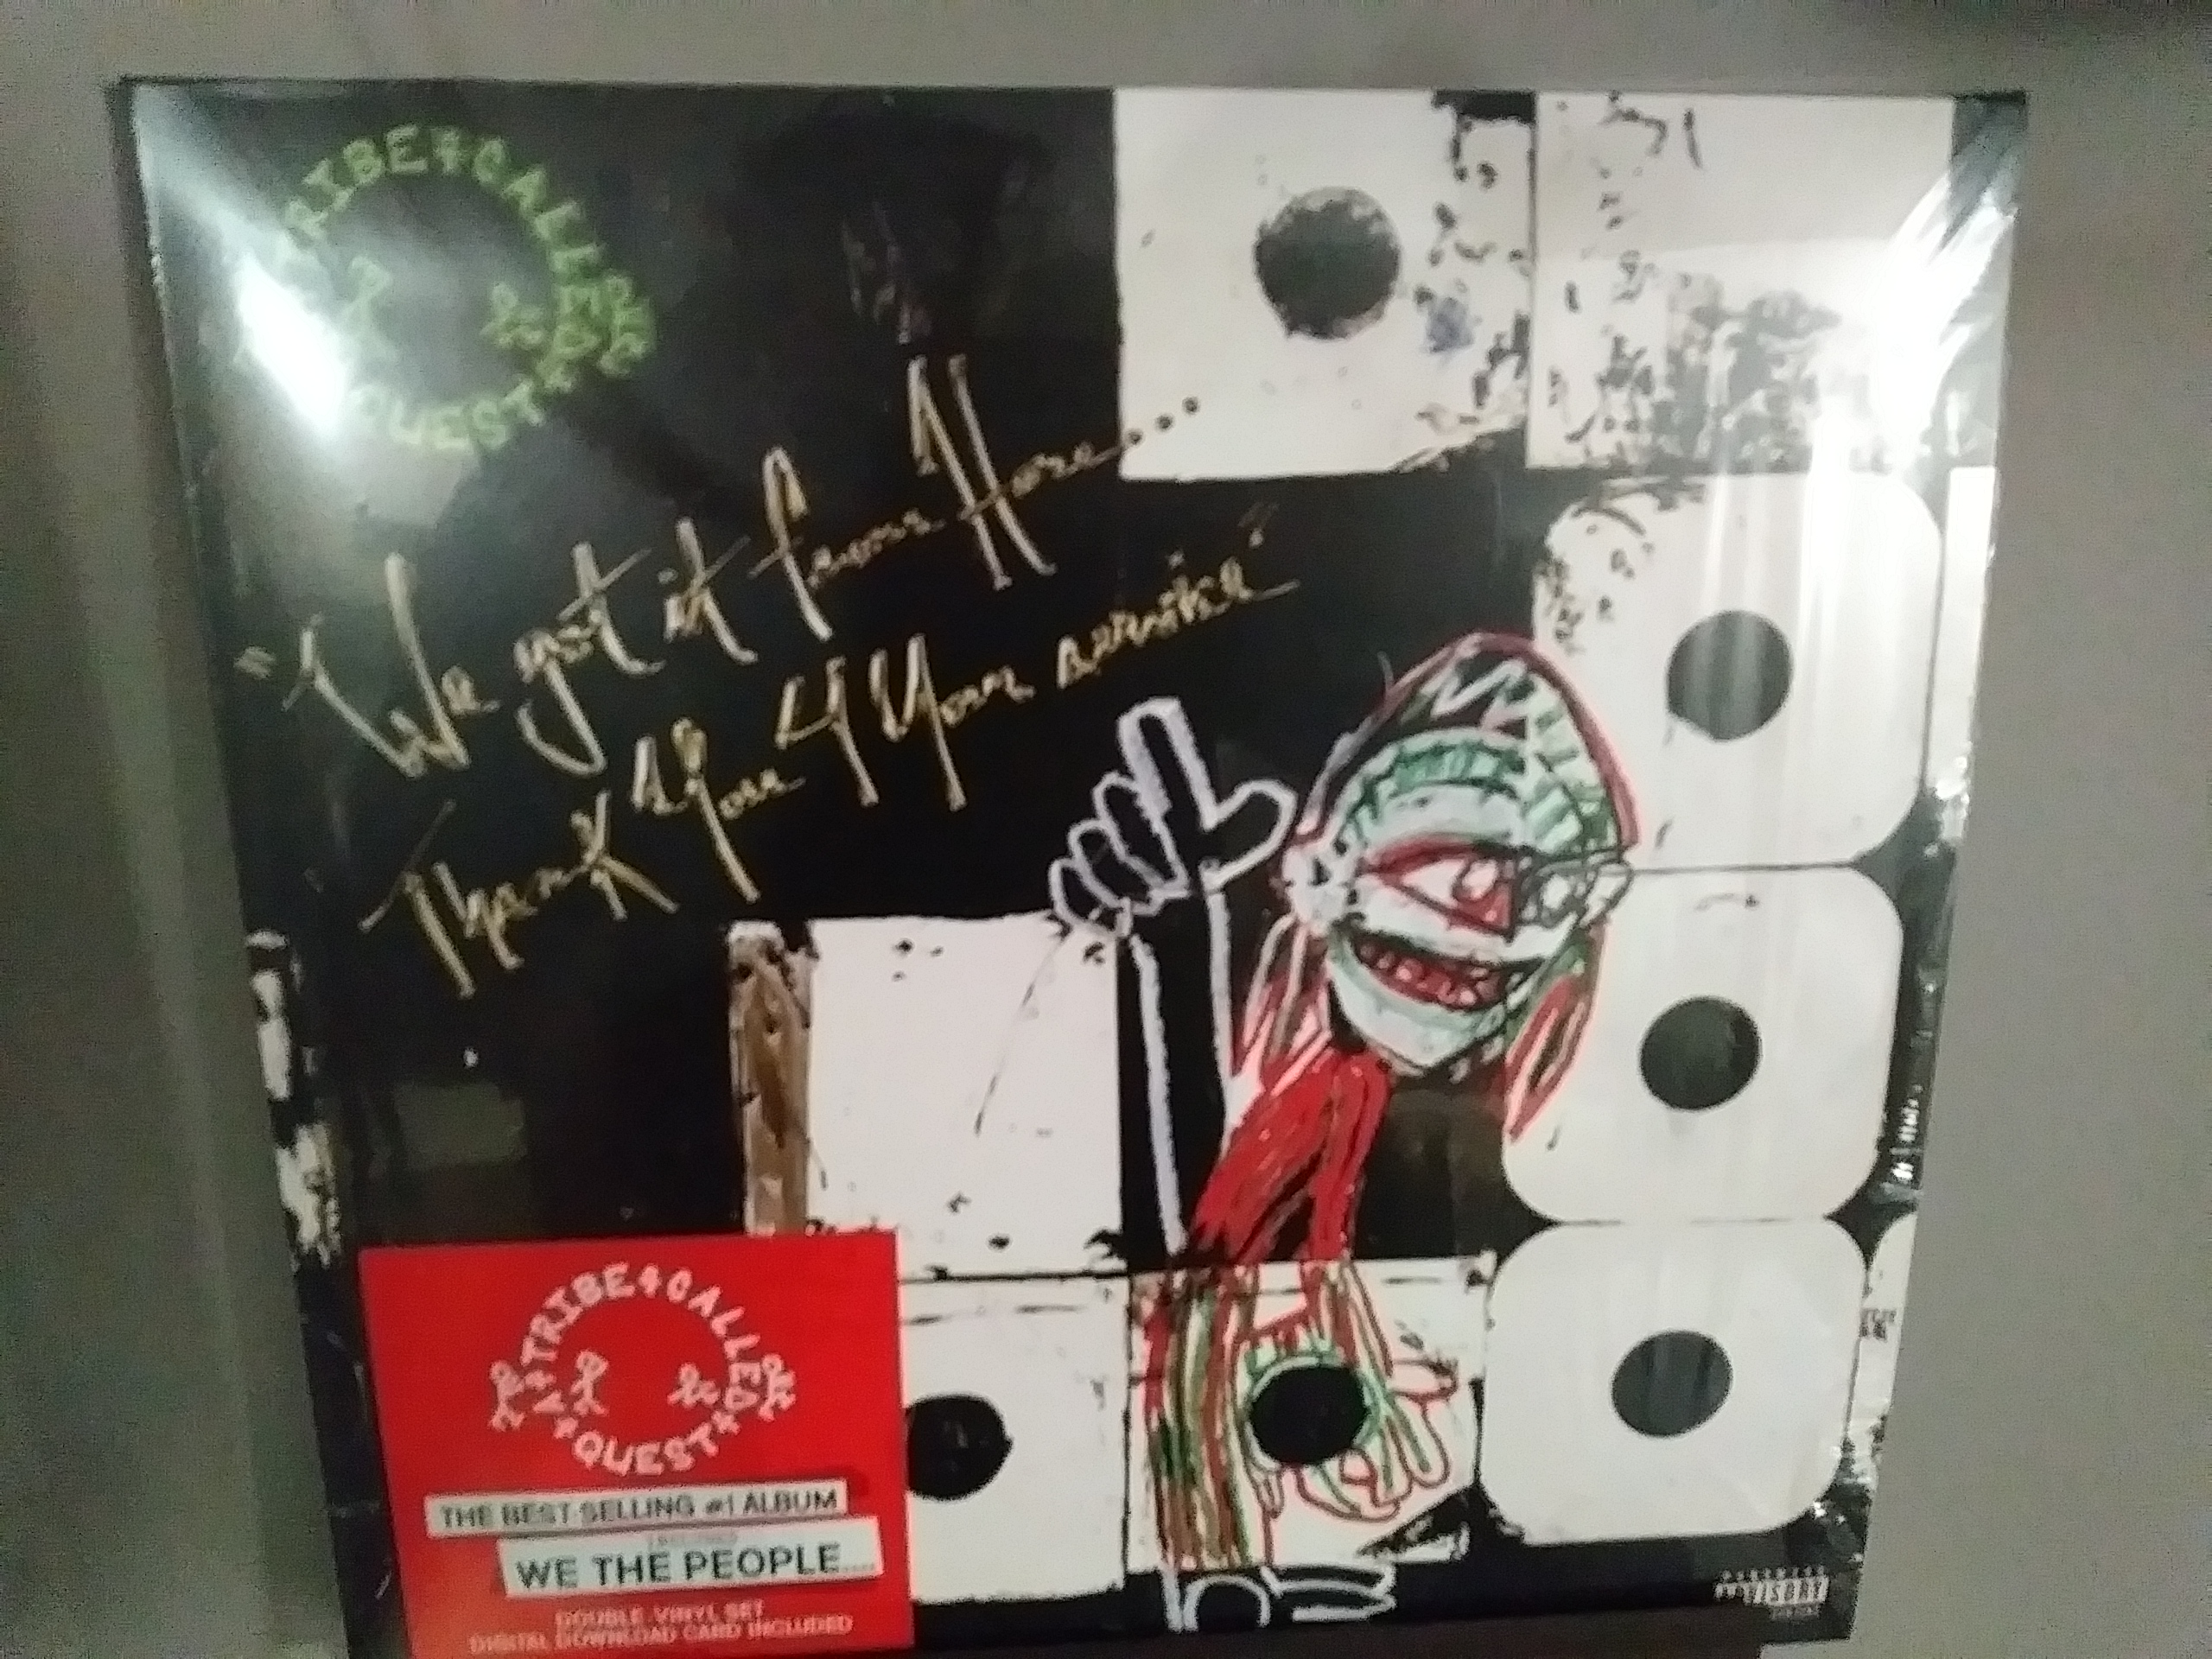 TRIBE & CALLED
QUEST
"We got it from Here...
Thank You 4 Your service"
A TRIBE CALLED
QUEST
THE BEST-SELLING #1 ALBUM
WE THE PEOPLE....
DOUBLE-VINYL SET
DIGITAL DOWNLOAD CARD INCLUDED
ADVISORY